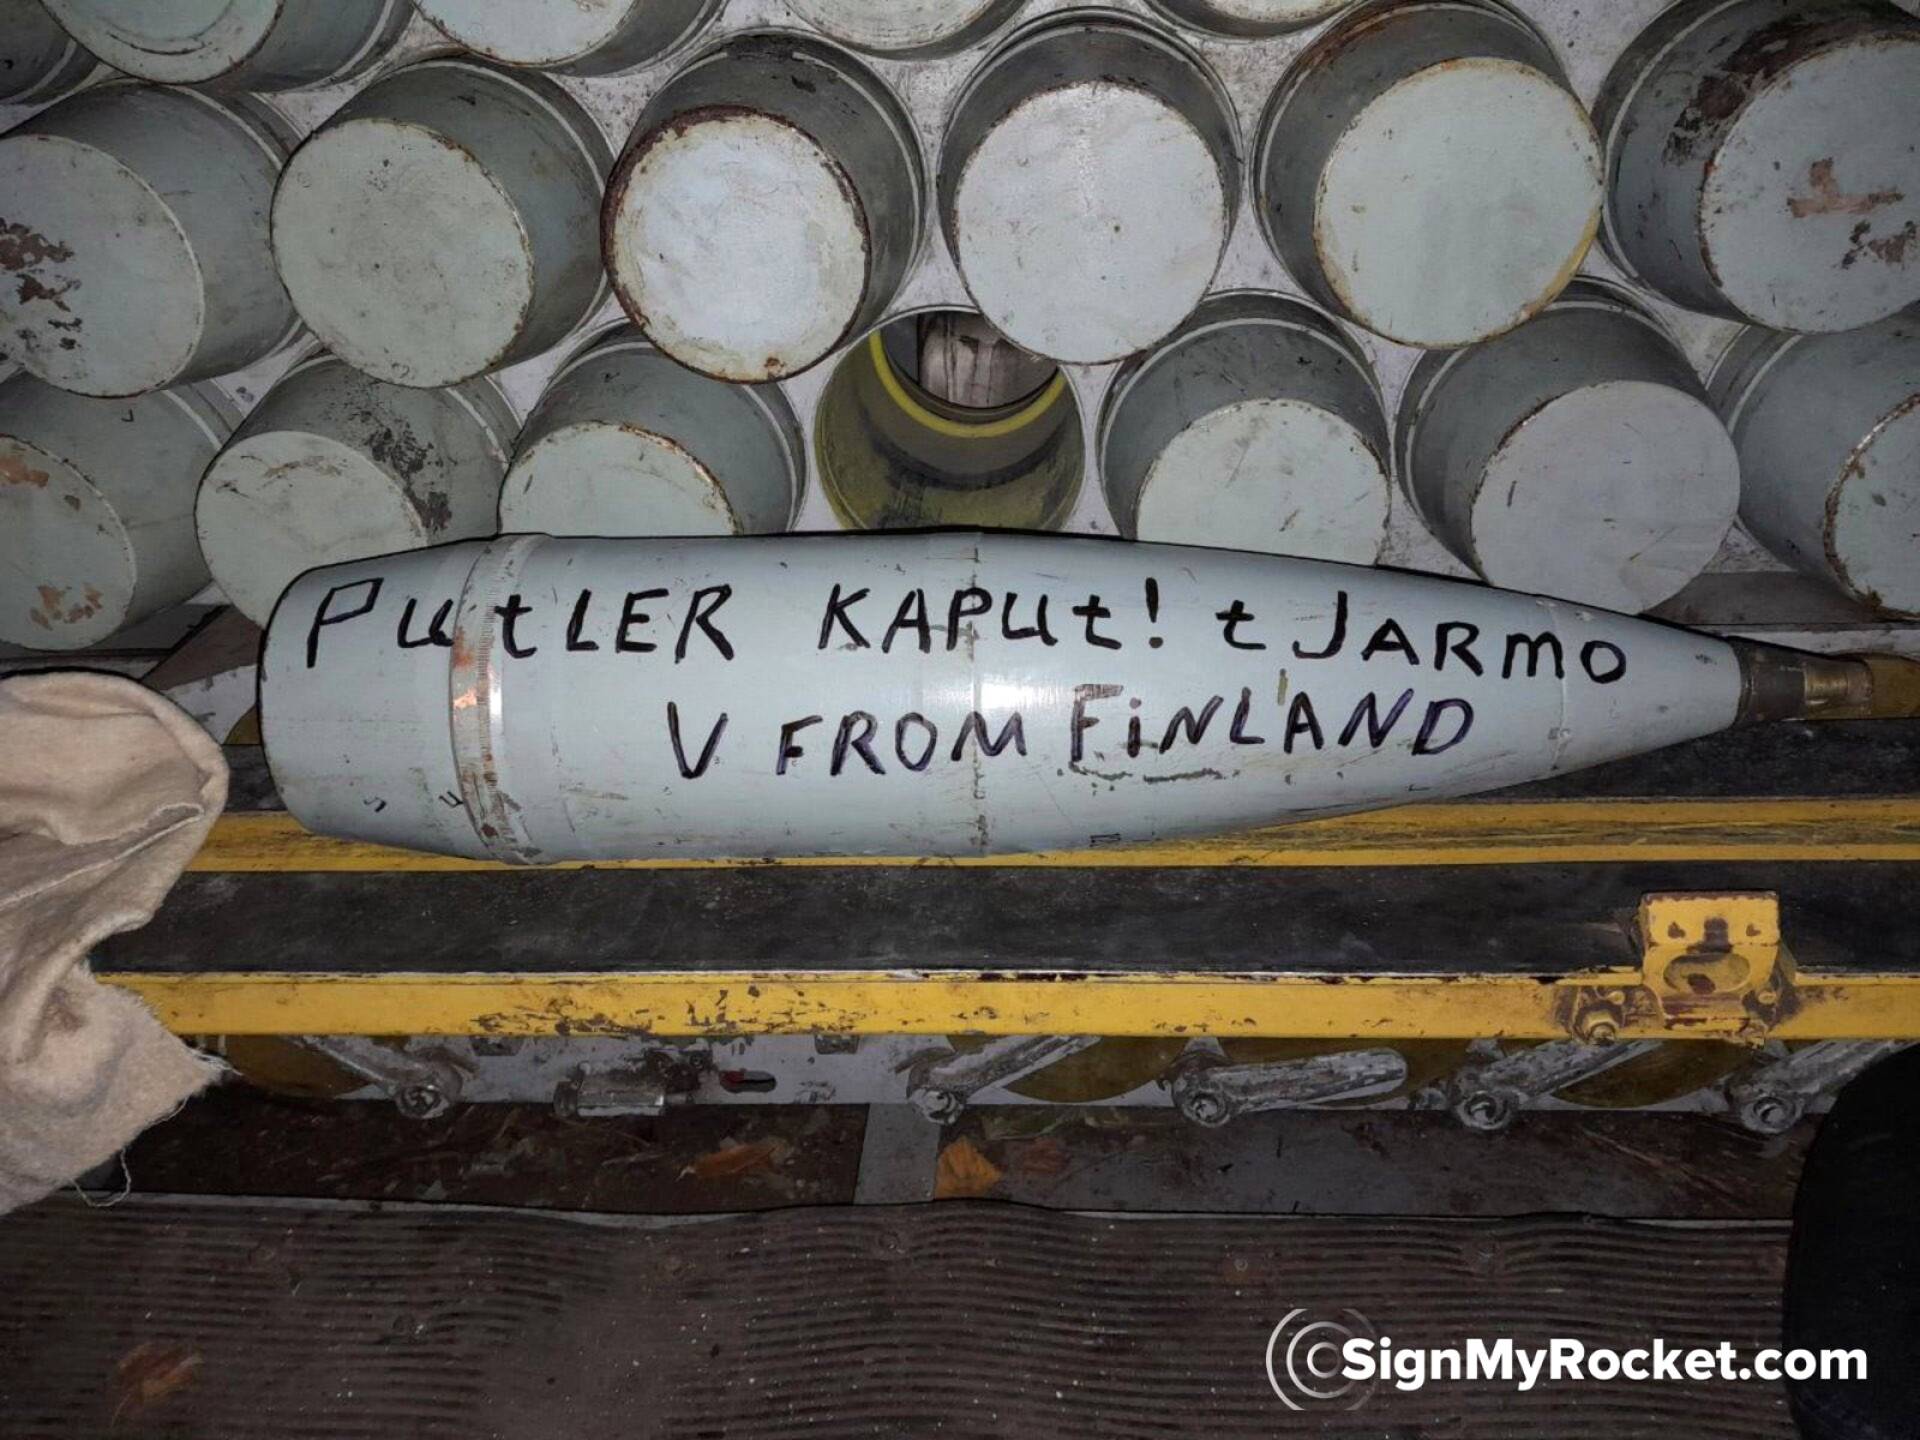 PUtLER KAPUt! t JARMO
V FROM FiNLAND
SignMyRocket.com